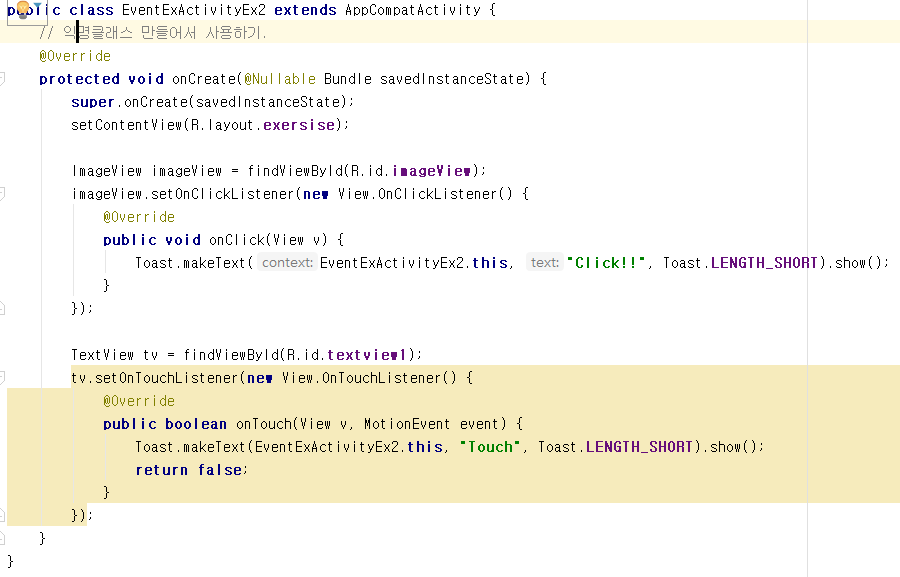 public class EventExActivityEx2 extends AppCompatActivity {
// 익명클래스 만들어서 사용하기.
@Override
protected void onCreate(@Nullable Bundle savedInstanceState) {
super.onCreate(savedInstanceState);
setContentView(R.layout.exersise);
ImageView imageView = findViewById(R.id.imageView);
imageView.setOnClickListener(new View.OnClickListener() {
@Override
public void onClick(View v) {
Toast.makeText( context: EventExActivityEx2.this, text: "Click!!", Toast.LENGTH_SHORT).show();
}
});
TextView tv = findViewById(R.id.textview1);
tv.setOnTouchListener(new View.OnTouchListener() {
@Override
public boolean onTouch(View v, MotionEvent event) {
Toast.makeText(EventExActivityEx2.this, "Touch", Toast.LENGTH_SHORT).show();
return false;
}
});
}
}